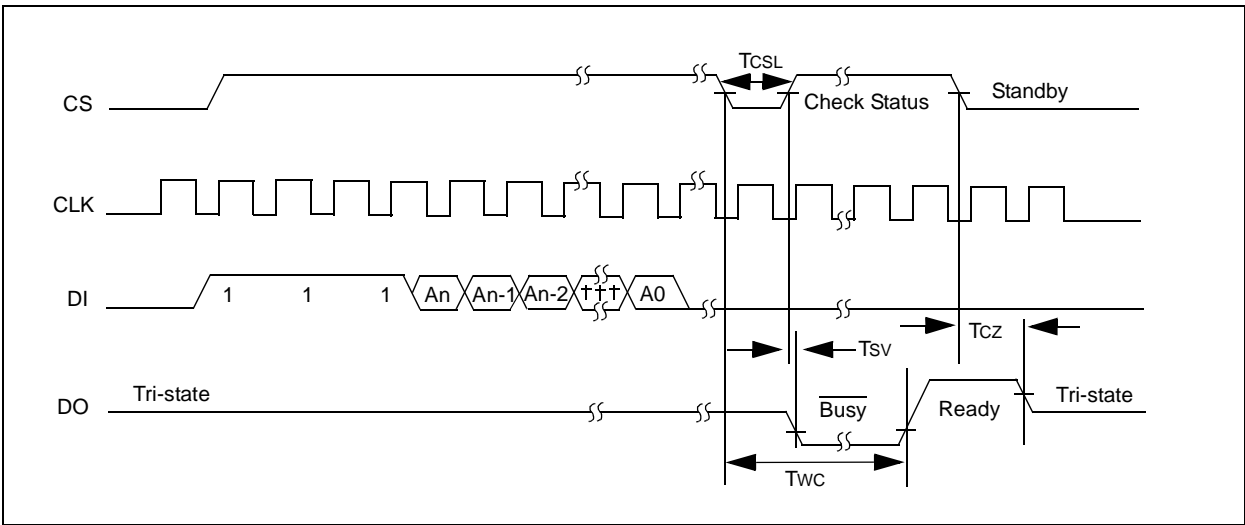 TCSL
CS
Check Status
Standby
CLK
DI
1 1 1 An An-1 An-2 ††† A0
TCZ
TSV
DO
Tri-state
Busy
Ready
Tri-state
TWC